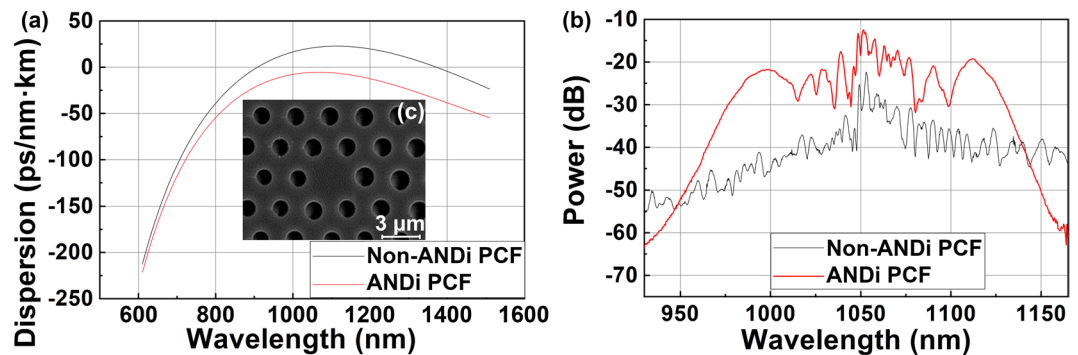 (a)
Dispersion (ps/nm·km)
50
0
-50
-100
-150
-200
-250
600 800 1000 1200 1400 1600
Wavelength (nm)
(c)
3 μm
Non-ANDi PCF
ANDi PCF
(b)
Power (dB)
-10
-20
-30
-40
-50
-60
-70
950 1000 1050 1100 1150
Wavelength (nm)
Non-ANDi PCF
ANDi PCF